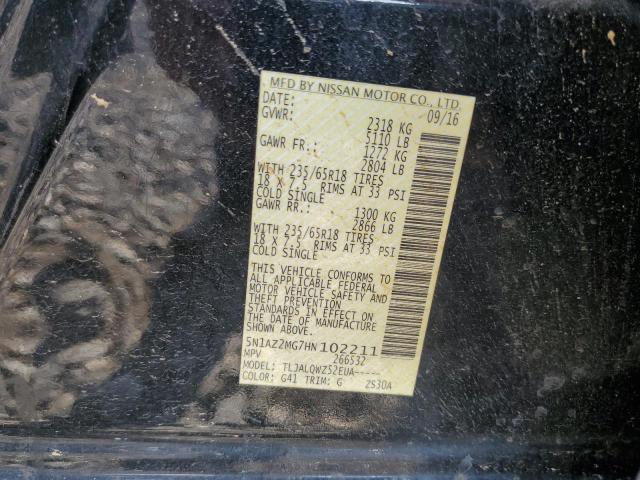 MFD BY NISSAN MOTOR CO., LTD.
DATE: 09/16
GVWR: 2318 KG
5110 LB
GAWR FR.: 1272 KG
2804 LB
WITH 235/65R18 TIRES
18 X 7.5 RIMS AT 33 PSI
COLD SINGLE
GAWR RR.: 1300 KG
2866 LB
WITH 235/65R18 TIRES
18 X 7.5 RIMS AT 33 PSI
COLD SINGLE
THIS VEHICLE CONFORMS TO
ALL APPLICABLE FEDERAL
MOTOR VEHICLE SAFETY AND
THEFT PREVENTION
STANDARDS IN EFFECT ON
THE DATE OF MANUFACTURE
SHOWN ABOVE.
5N1AZ2MG7HN102211
MPV 266532
MODEL: TLJALQWZ52EUA-----
COLOR: G41 TRIM: G ZS30A